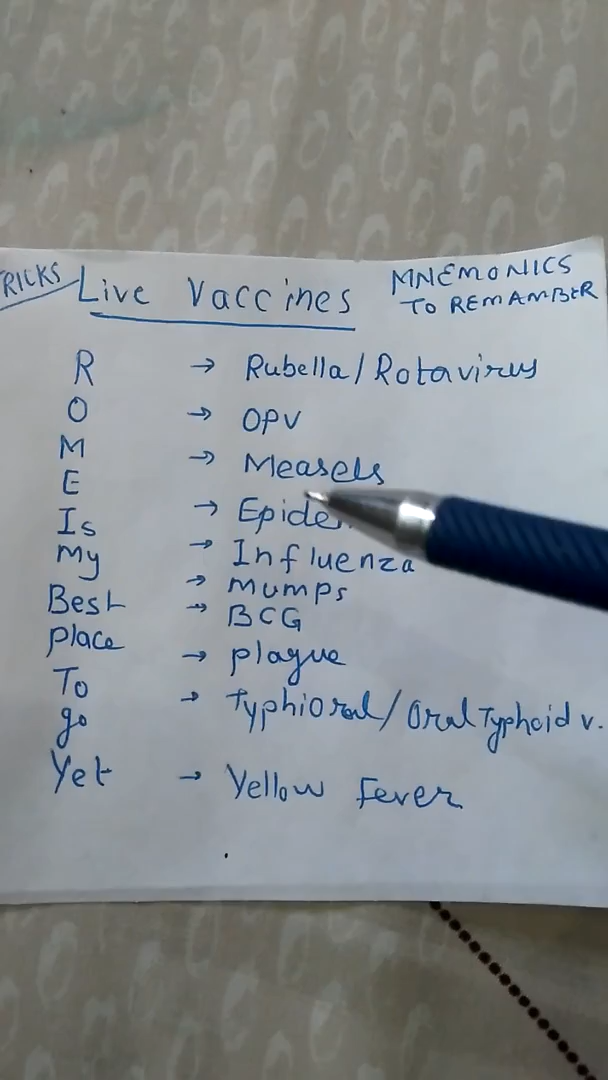 RICKS Live Vaccines MNEMONICS
TO REMAMBER
R → Rubella/Rotavirus
O → OPV
M → Measels
E → Epide
Is → Influenza
My → Mumps
Best → BCG
Place → plague
To → Typhioral/Oral Typhoid v.
go
Yet → Yellow Fever